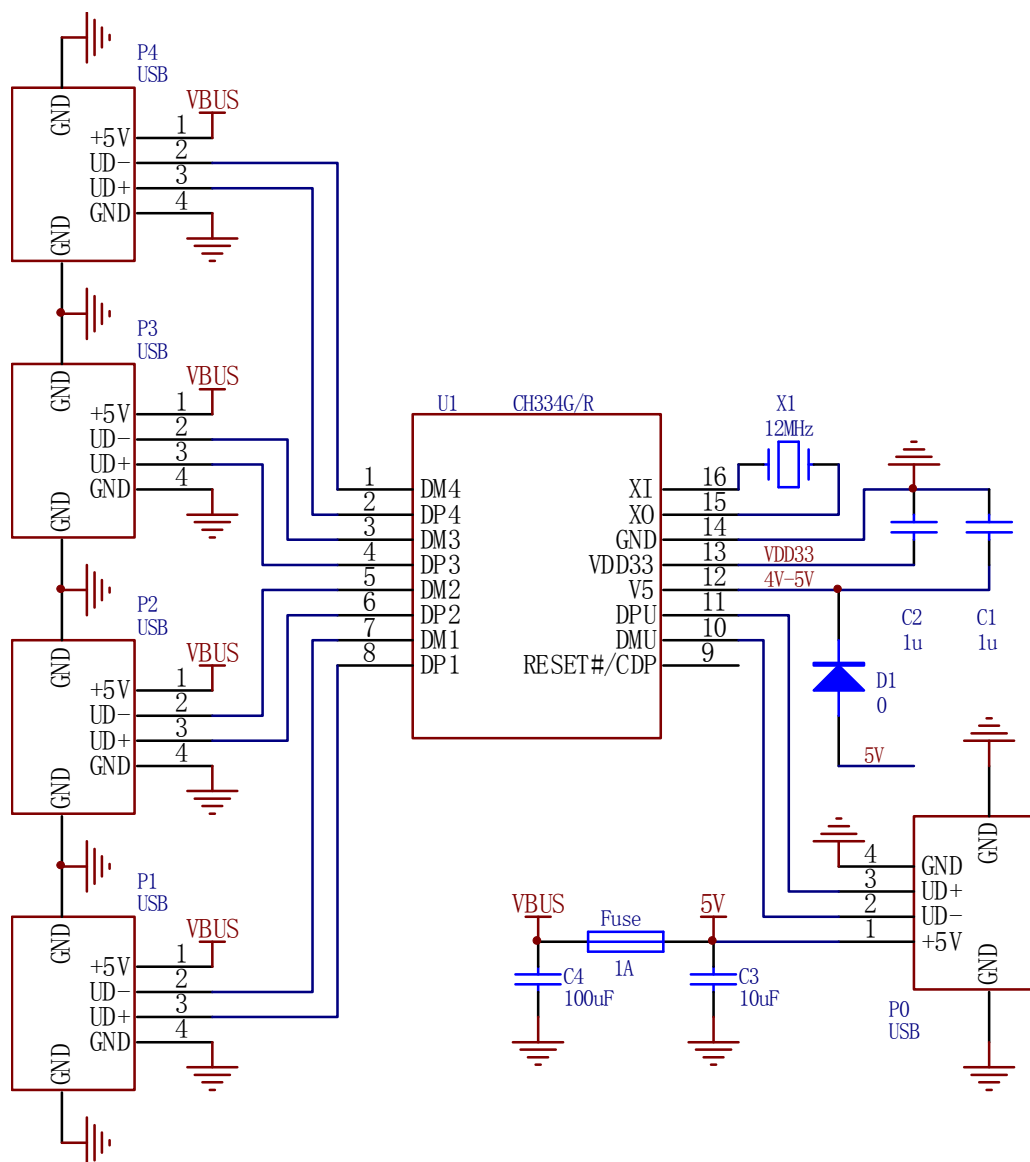 P4
USB
GND
VBUS
+5V 1
UD- 2
UD+ 3
GND 4
GND
P3
USB
GND
VBUS
+5V 1
UD- 2
UD+ 3
GND 4
GND
P2
USB
GND
VBUS
+5V 1
UD- 2
UD+ 3
GND 4
GND
P1
USB
GND
VBUS
+5V 1
UD- 2
UD+ 3
GND 4
GND
U1 CH334G/R
1 DM4
2 DP4
3 DM3
4 DP3
5 DM2
6 DP2
7 DM1
8 DP1
XI 16
XO 15
GND 14
VDD33 13 VDD33
V5 12 4V-5V
DPU 11
DMU 10
RESET#/CDP 9
X1
12MHz
C2
1u
C1
1u
D1
0
5V
GND
4 GND
3 UD+
2 UD-
1 +5V
GND
P0
USB
VBUS
Fuse
1A
5V
C4
100uF
C3
10uF